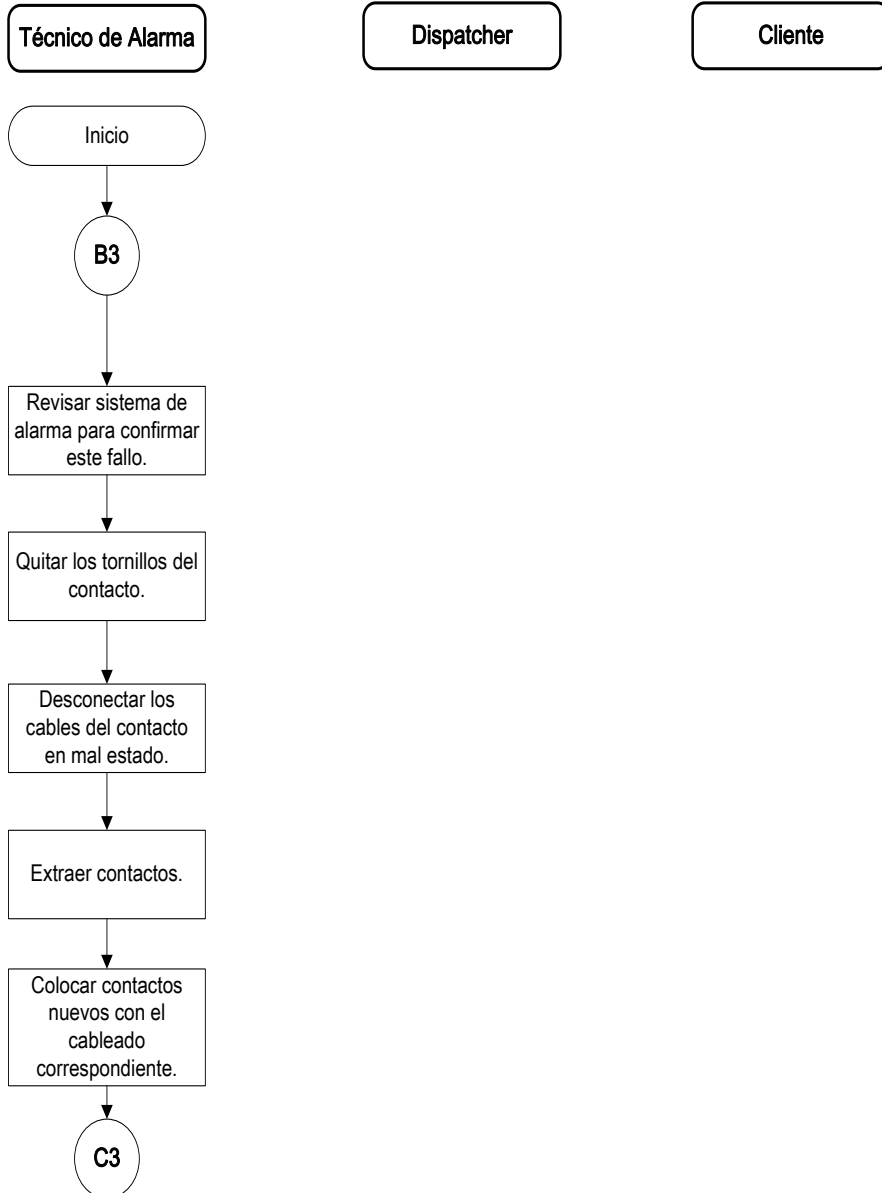 Técnico de Alarma
Dispatcher
Cliente
Inicio
B3
Revisar sistema de
alarma para confirmar
este fallo.
Quitar los tornillos del
contacto.
Desconectar los
cables del contacto
en mal estado.
Extraer contactos.
Colocar contactos
nuevos con el
cableado
correspondiente.
C3